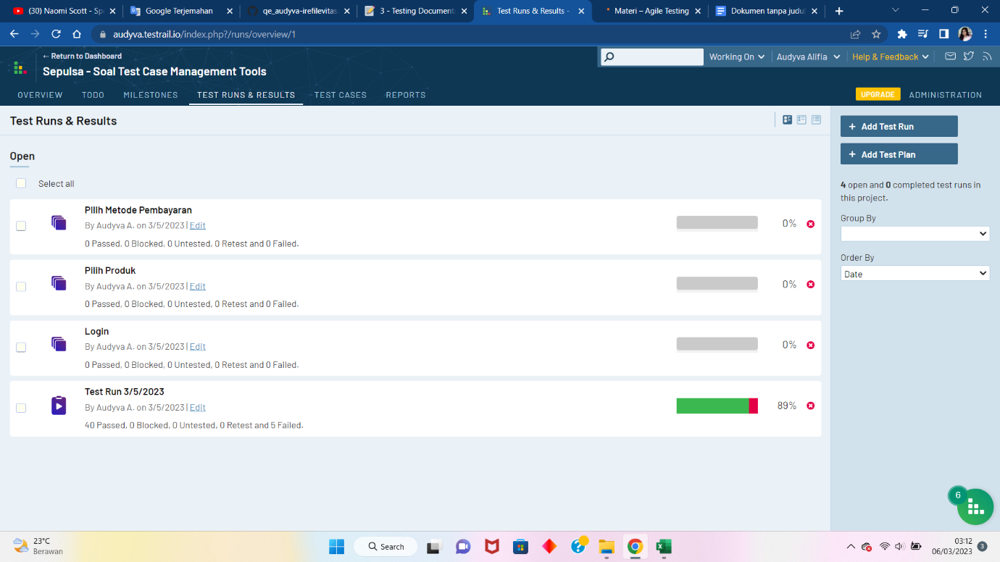 (30) Naomi Scott - Spe
Google Terjemahan
qe_audyva-irefilevitas
3 - Testing Documenta
Test Runs & Results -
Materi – Agile Testing
Dokumen tanpa judul
audyva.testrail.io/index.php?/runs/overview/1
← Return to Dashboard
Sepulsa - Soal Test Case Management Tools
Working On
Audyva Alifia
Help & Feedback
OVERVIEW
TODO
MILESTONES
TEST RUNS & RESULTS
TEST CASES
REPORTS
UPGRADE
ADMINISTRATION
Test Runs & Results
+ Add Test Run
+ Add Test Plan
4 open and 0 completed test runs in
this project.
Group By
Order By
Date
Open
Select all
Pilih Metode Pembayaran
By Audyva A. on 3/5/2023 | Edit
0 Passed, 0 Blocked, 0 Untested, 0 Retest and 0 Failed.
0%
Pilih Produk
By Audyva A. on 3/5/2023 | Edit
0 Passed, 0 Blocked, 0 Untested, 0 Retest and 0 Failed.
0%
Login
By Audyva A. on 3/5/2023 | Edit
0 Passed, 0 Blocked, 0 Untested, 0 Retest and 0 Failed.
0%
Test Run 3/5/2023
By Audyva A. on 3/5/2023 | Edit
40 Passed, 0 Blocked, 0 Untested, 0 Retest and 5 Failed.
89%
6
23°C
Berawan
Search
03:12
06/03/2023
3